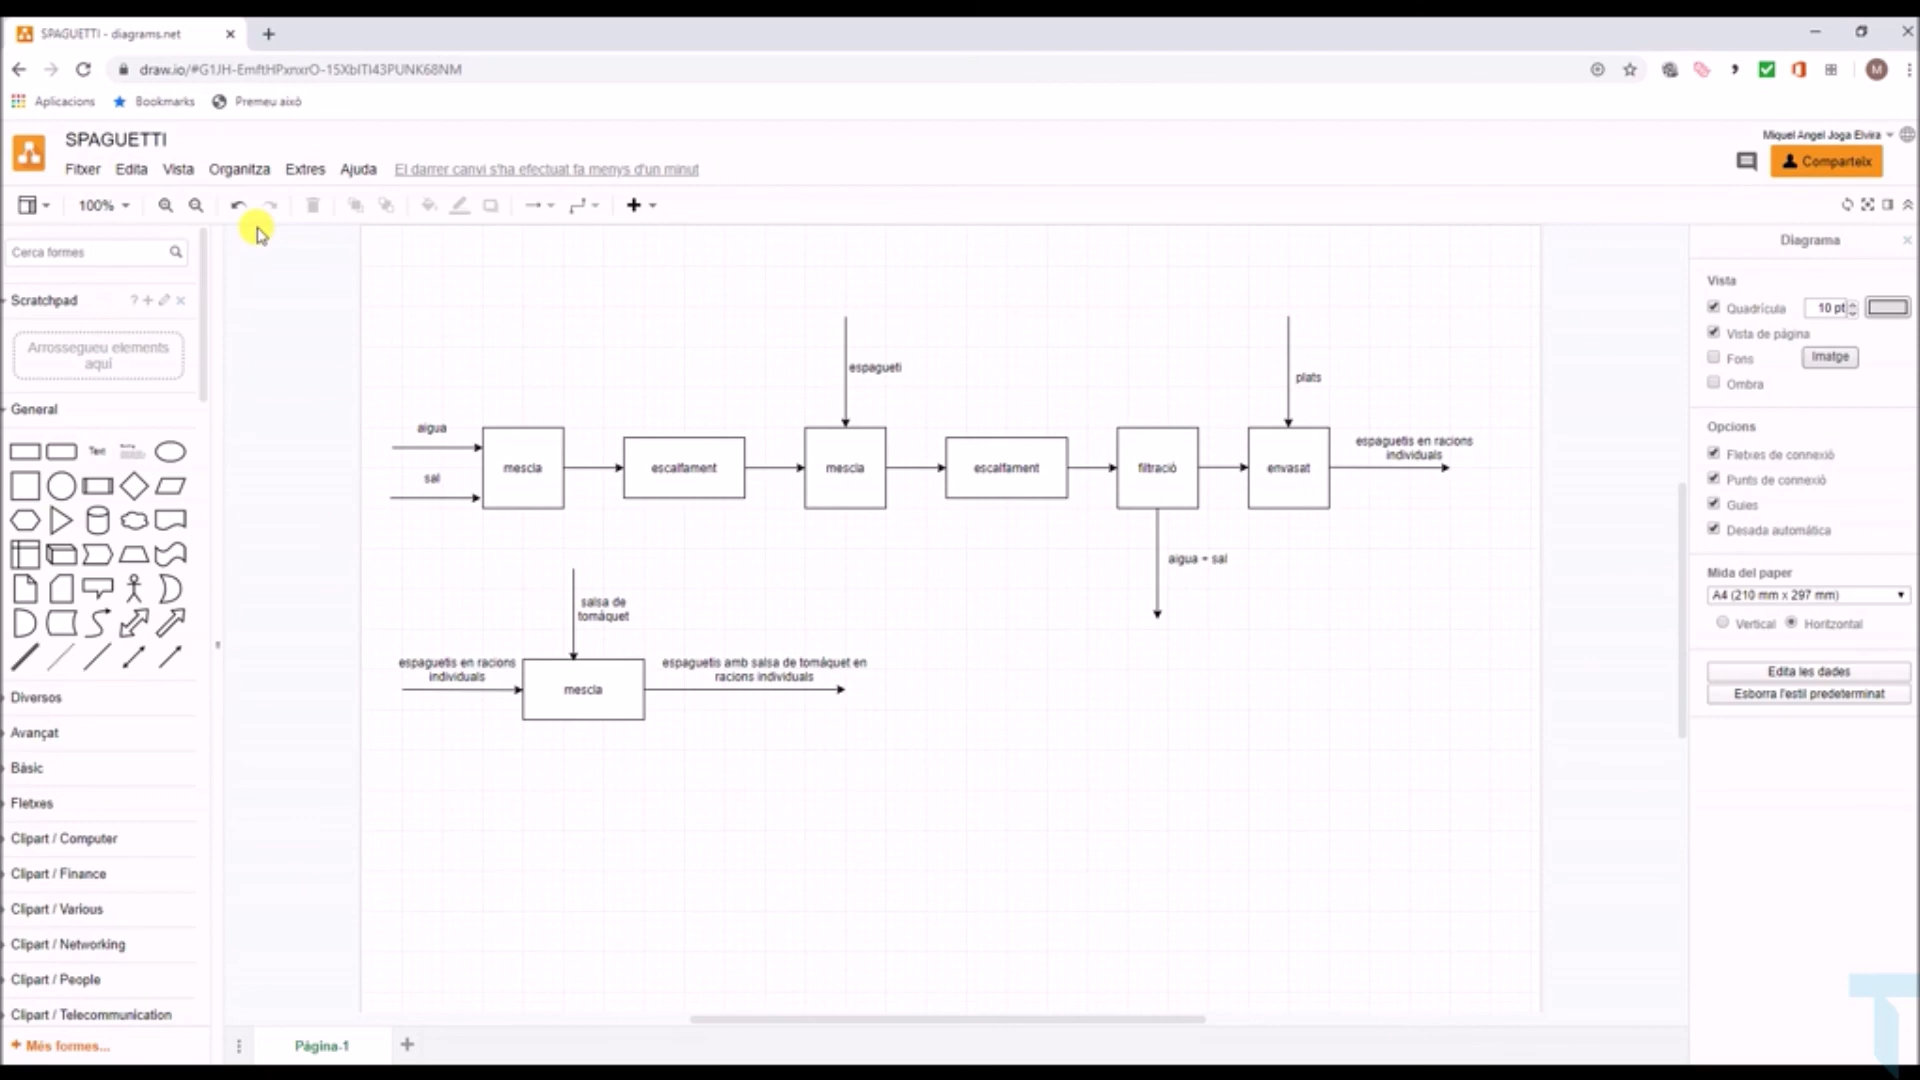 SPAGUETTI - diagrams.net
draw.io/#G1JH-EmftHPxnxrO-15XbITI43PUNK68NM
Aplicacions
Bookmarks
Premeu això
SPAGUETTI
Miquel Angel Joga Elvira
Fitxer
Edita
Vista
Organitza
Extres
Ajuda
El darrer canvi s'ha efectuat fa menys d'un minut
Comparteix
100%
Cerca formes
Scratchpad
Arrossegueu elements
aquí
General
Text
Diversos
Avançat
Bàsic
Fletxes
Clipart / Computer
Clipart / Finance
Clipart / Various
Clipart / Networking
Clipart / People
Clipart / Telecommunication
+ Més formes...
espagueti
plats
aigua
sal
mescla
escalfament
mescla
escalfament
filtració
envasat
espaguetis en racions
individuals
aigua + sal
salsa de
tomàquet
espaguetis en racions
individuals
mescla
espaguetis amb salsa de tomàquet en
racions individuals
Pàgina-1
Diagrama
Vista
Quadrícula
10 pt
Vista de pàgina
Fons
Imatge
Ombra
Opcions
Fletxes de connexió
Punts de connexió
Guies
Desada automàtica
Mida del paper
A4 (210 mm x 297 mm)
Vertical
Horitzontal
Edita les dades
Esborra l'estil predeterminat